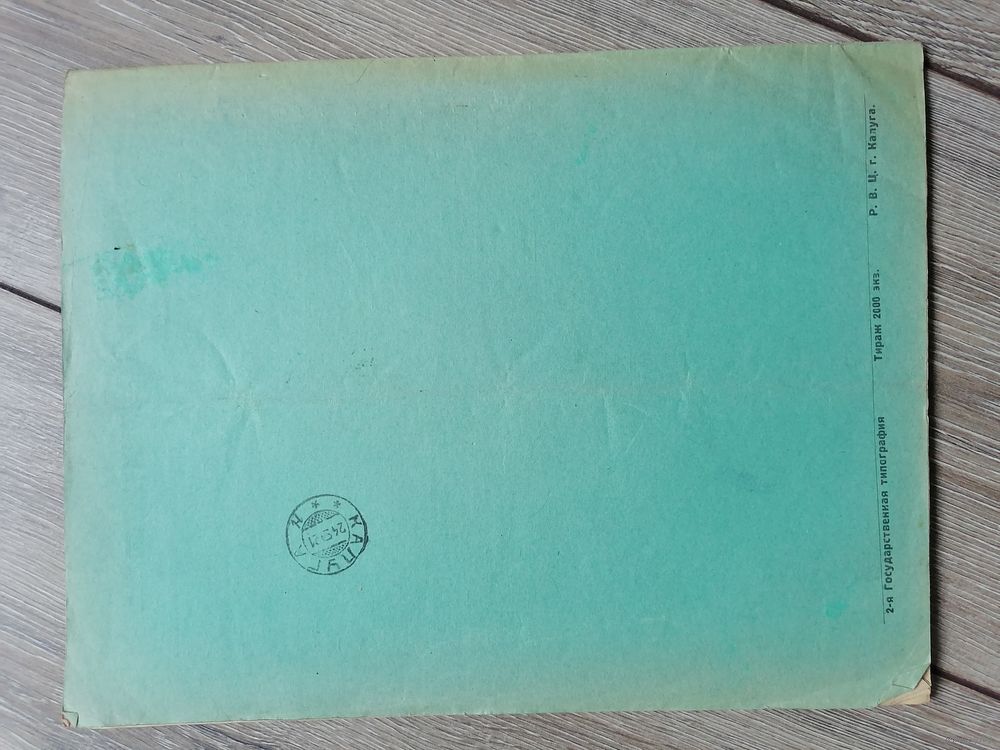 2-я Государственная типография Тираж 2000 экз. Р. В. Ц. г. Калуга.
КАЛУГА